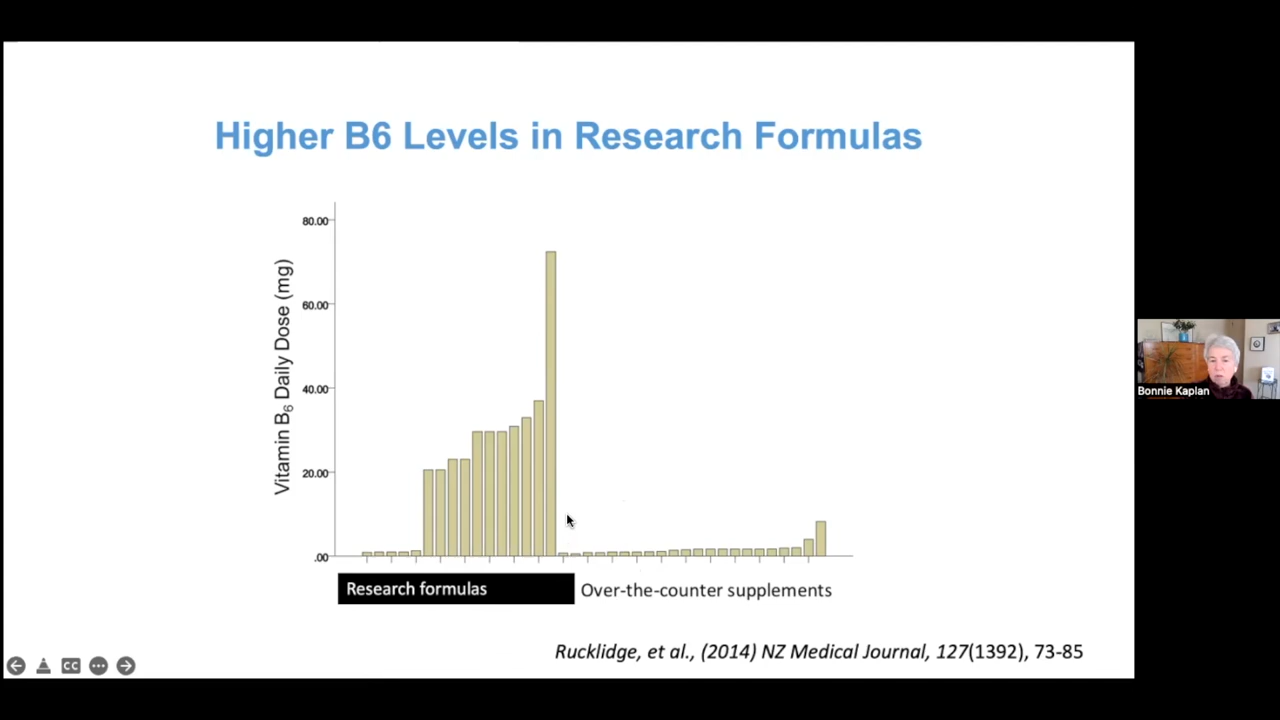 Higher B6 Levels in Research Formulas
80.00
60.00
40.00
20.00
.00
Vitamin B6 Daily Dose (mg)
Research formulas
Over-the-counter supplements
Rucklidge, et al., (2014) NZ Medical Journal, 127(1392), 73-85
Bonnie Kaplan
CC